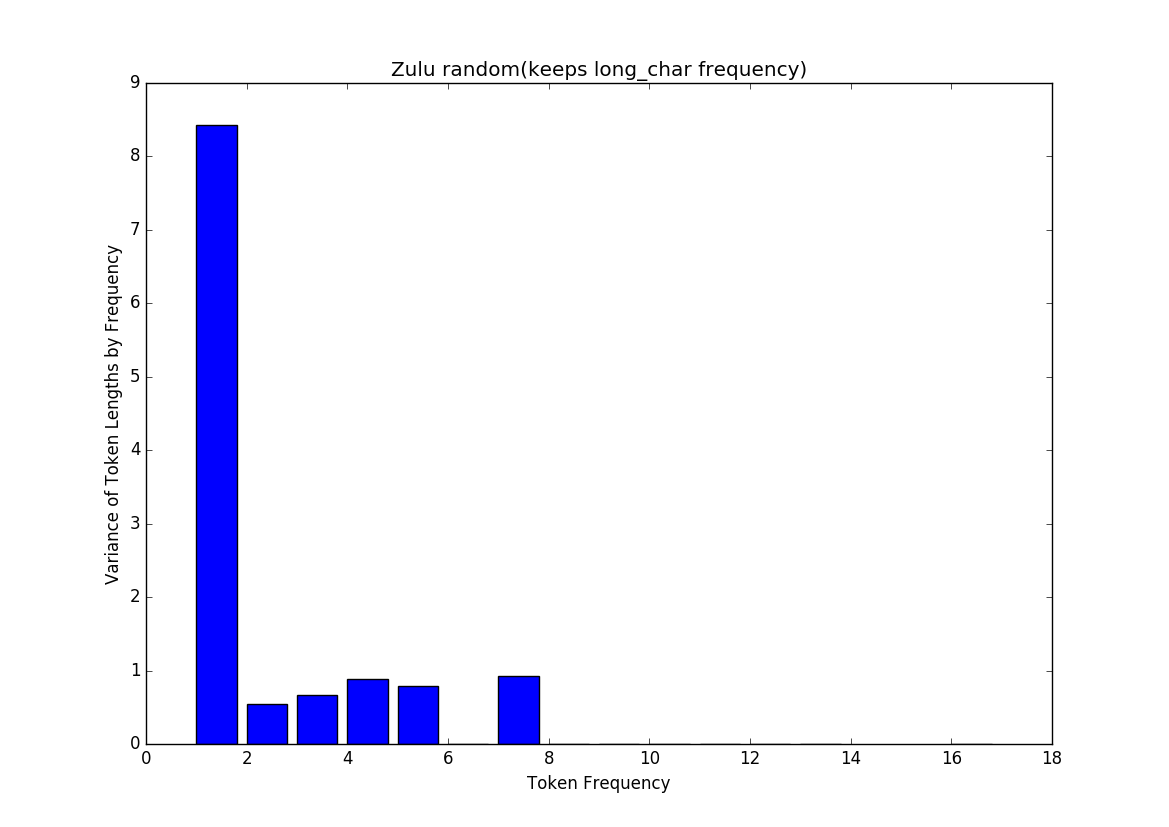 Zulu random(keeps long_char frequency)
Variance of Token Lengths by Frequency
9
8
7
6
5
4
3
2
1
0
0 2 4 6 8 10 12 14 16 18
Token Frequency